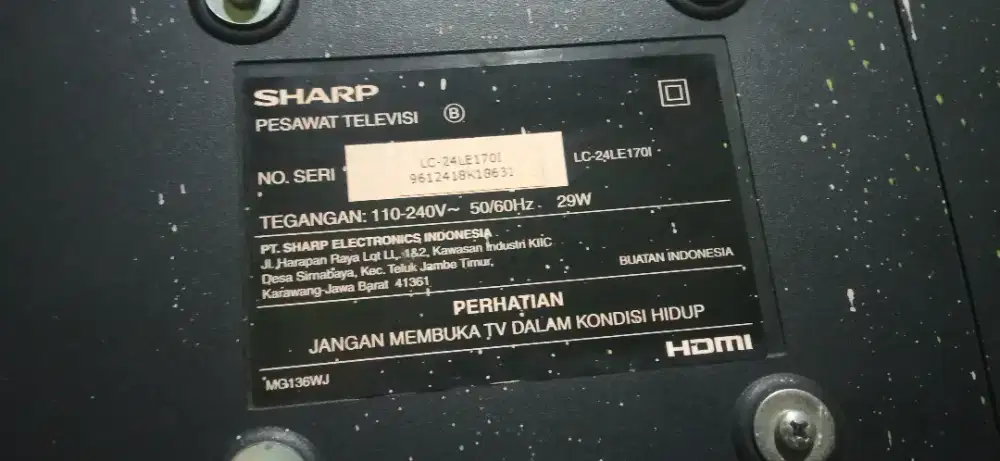 SHARP
PESAWAT TELEVISI B
NO. SERI
LC-24LE170I
9612418K18631
LC-24LE170I
TEGANGAN: 110-240V~ 50/60Hz 29W
PT. SHARP ELECTRONICS INDONESIA
Jl.Harapan Raya Lot LL 1&2, Kawasan Industri KIIC
Desa Sirnabaya, Kec. Teluk Jambe Timur,
Karawang-Jawa Barat 41361
BUATAN INDONESIA
PERHATIAN
JANGAN MEMBUKA TV DALAM KONDISI HIDUP
HDMI
MG136WJ